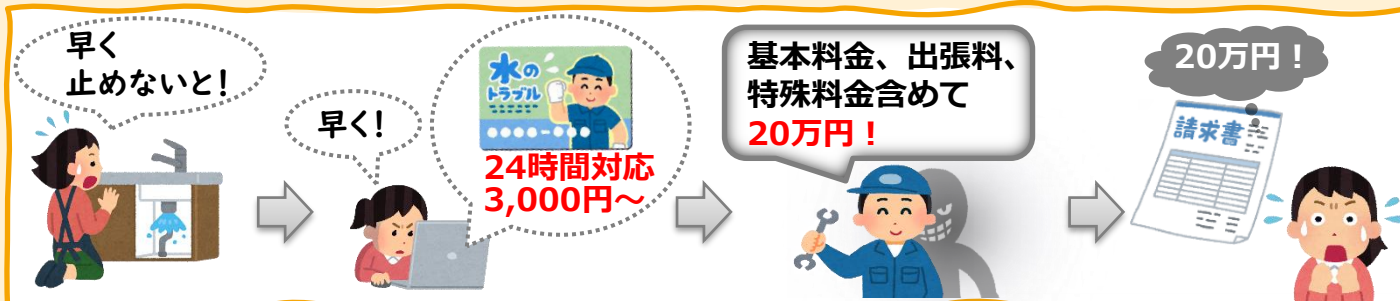 早く
止めないと!
早く!
水の
トラブル
24時間対応
3,000円～
基本料金、出張料、
特殊料金含めて
20万円！
20万円！
請求書